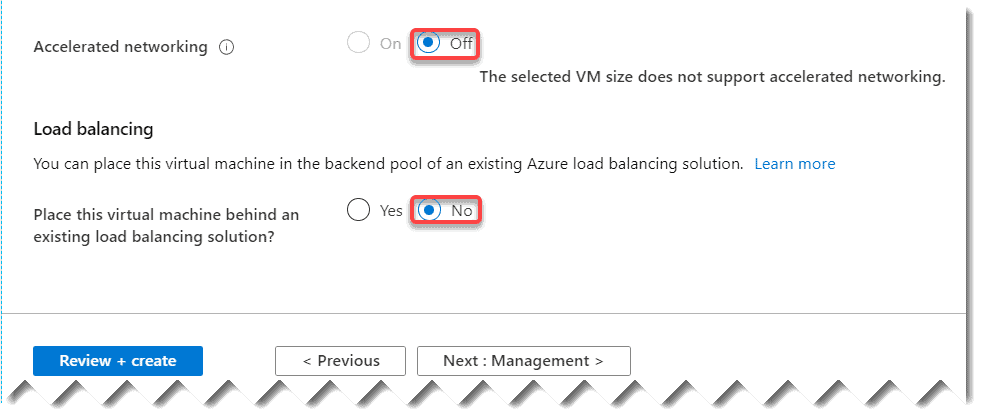 Accelerated networking
On Off
The selected VM size does not support accelerated networking.
Load balancing
You can place this virtual machine in the backend pool of an existing Azure load balancing solution. Learn more
Place this virtual machine behind an
existing load balancing solution?
Yes No
Review + create < Previous Next : Management >